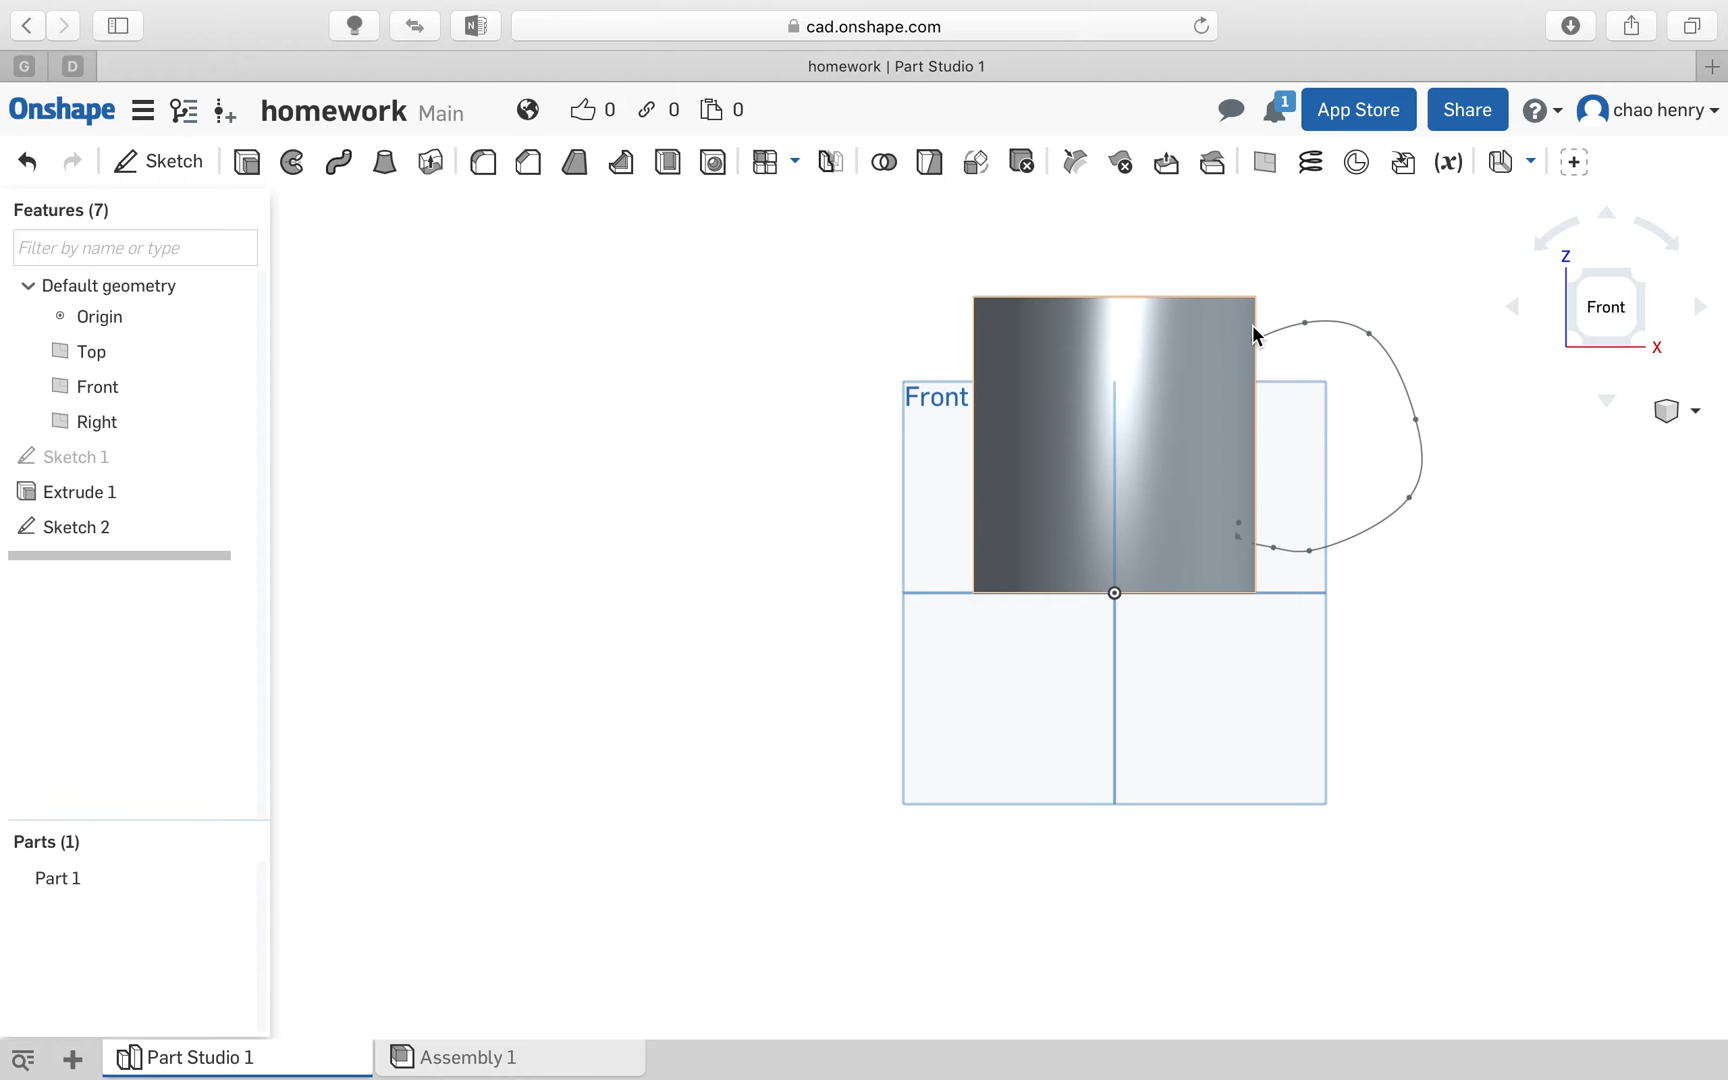 cad.onshape.com
G
D
homework | Part Studio 1
Onshape
homework Main
0
0
0
1
App Store
Share
chao henry
Sketch
(x)
Features (7)
Filter by name or type
Default geometry
Origin
Top
Front
Right
Sketch 1
Extrude 1
Sketch 2
Front
Z
Front
X
Parts (1)
Part 1
Part Studio 1
Assembly 1